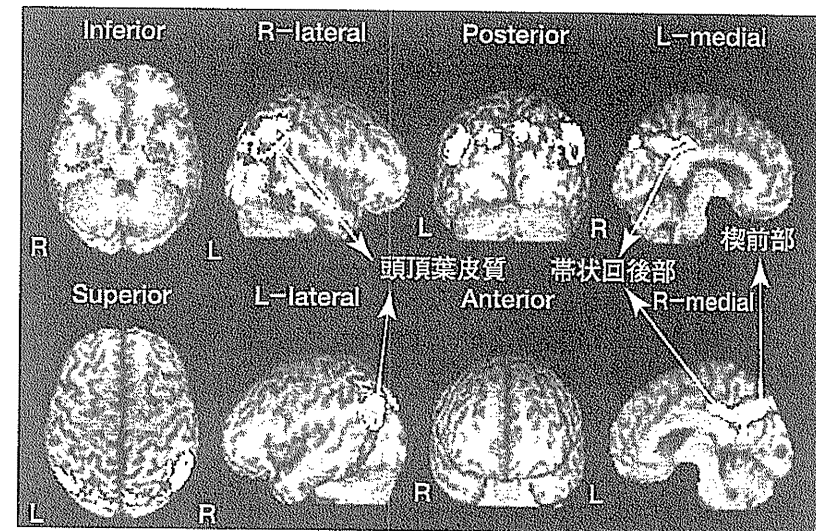 Inferior
R-lateral
Posterior
L-medial
R
L
L
R
楔前部
頭頂葉皮質
帯状回後部
Superior
L-lateral
Anterior
R-medial
L
R
R
L